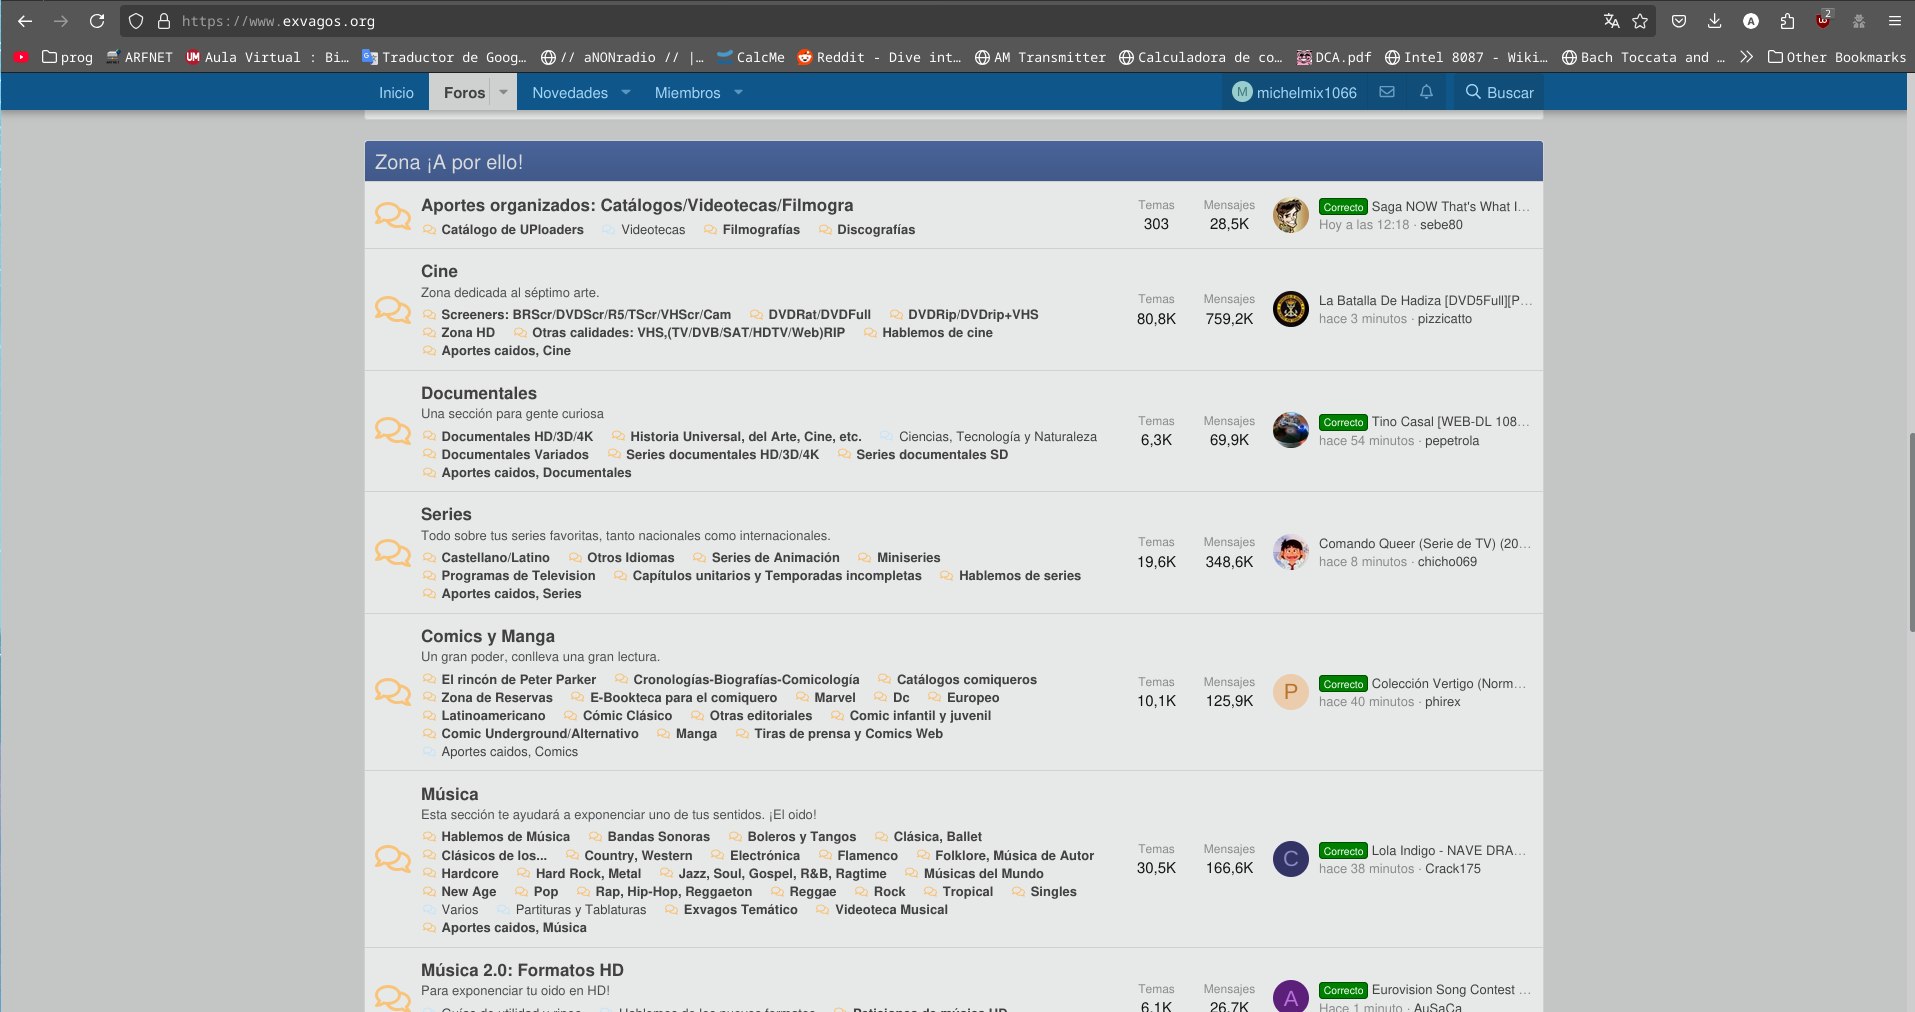 https://www.exvagos.org
2
prog ARFNET UM Aula Virtual : Bi… Traductor de Goog… // aNONradio // |… CalcMe Reddit - Dive int… AM Transmitter Calculadora de co… DCA.pdf Intel 8087 - Wiki… Bach Toccata and … Other Bookmarks
Inicio Foros Novedades Miembros M michelmix1066 Buscar
Zona ¡A por ello!
Aportes organizados: Catálogos/Videotecas/Filmogra
Catálogo de UPloaders Videotecas Filmografías Discografías
Temas
303
Mensajes
28,5K
Correcto Saga NOW That's What I…
Hoy a las 12:18 · sebe80
Cine
Zona dedicada al séptimo arte.
Screeners: BRScr/DVDScr/R5/TScr/VHScr/Cam DVDRat/DVDFull DVDRip/DVDrip+VHS
Zona HD Otras calidades: VHS,(TV/DVB/SAT/HDTV/Web)RIP Hablemos de cine
Aportes caidos, Cine
Temas
80,8K
Mensajes
759,2K
La Batalla De Hadiza [DVD5Full][P…
hace 3 minutos · pizzicatto
Documentales
Una sección para gente curiosa
Documentales HD/3D/4K Historia Universal, del Arte, Cine, etc. Ciencias, Tecnología y Naturaleza
Documentales Variados Series documentales HD/3D/4K Series documentales SD
Aportes caidos, Documentales
Temas
6,3K
Mensajes
69,9K
Correcto Tino Casal [WEB-DL 108…
hace 54 minutos · pepetrola
Series
Todo sobre tus series favoritas, tanto nacionales como internacionales.
Castellano/Latino Otros Idiomas Series de Animación Miniseries
Programas de Television Capítulos unitarios y Temporadas incompletas Hablemos de series
Aportes caidos, Series
Temas
19,6K
Mensajes
348,6K
Comando Queer (Serie de TV) (20…
hace 8 minutos · chicho069
Comics y Manga
Un gran poder, conlleva una gran lectura.
El rincón de Peter Parker Cronologías-Biografías-Comicología Catálogos comiqueros
Zona de Reservas E-Bookteca para el comiquero Marvel Dc Europeo
Latinoamericano Cómic Clásico Otras editoriales Comic infantil y juvenil
Comic Underground/Alternativo Manga Tiras de prensa y Comics Web
Aportes caidos, Comics
Temas
10,1K
Mensajes
125,9K
P
Correcto Colección Vertigo (Norm…
hace 40 minutos · phirex
Música
Esta sección te ayudará a exponenciar uno de tus sentidos. ¡El oido!
Hablemos de Música Bandas Sonoras Boleros y Tangos Clásica, Ballet
Clásicos de los... Country, Western Electrónica Flamenco Folklore, Música de Autor
Hardcore Hard Rock, Metal Jazz, Soul, Gospel, R&B, Ragtime Músicas del Mundo
New Age Pop Rap, Hip-Hop, Reggaeton Reggae Rock Tropical Singles
Varios Partituras y Tablaturas Exvagos Temático Videoteca Musical
Aportes caidos, Música
Temas
30,5K
Mensajes
166,6K
C
Correcto Lola Indigo - NAVE DRA…
hace 38 minutos · Crack175
Música 2.0: Formatos HD
Para exponenciar tu oido en HD!
Guías de utilidad y ripeo Hablemos de los nuevos formatos Peticiones de música HD
Temas
6,1K
Mensajes
26,7K
A
Correcto Eurovision Song Contest …
Hace 1 minuto · AuSaCa